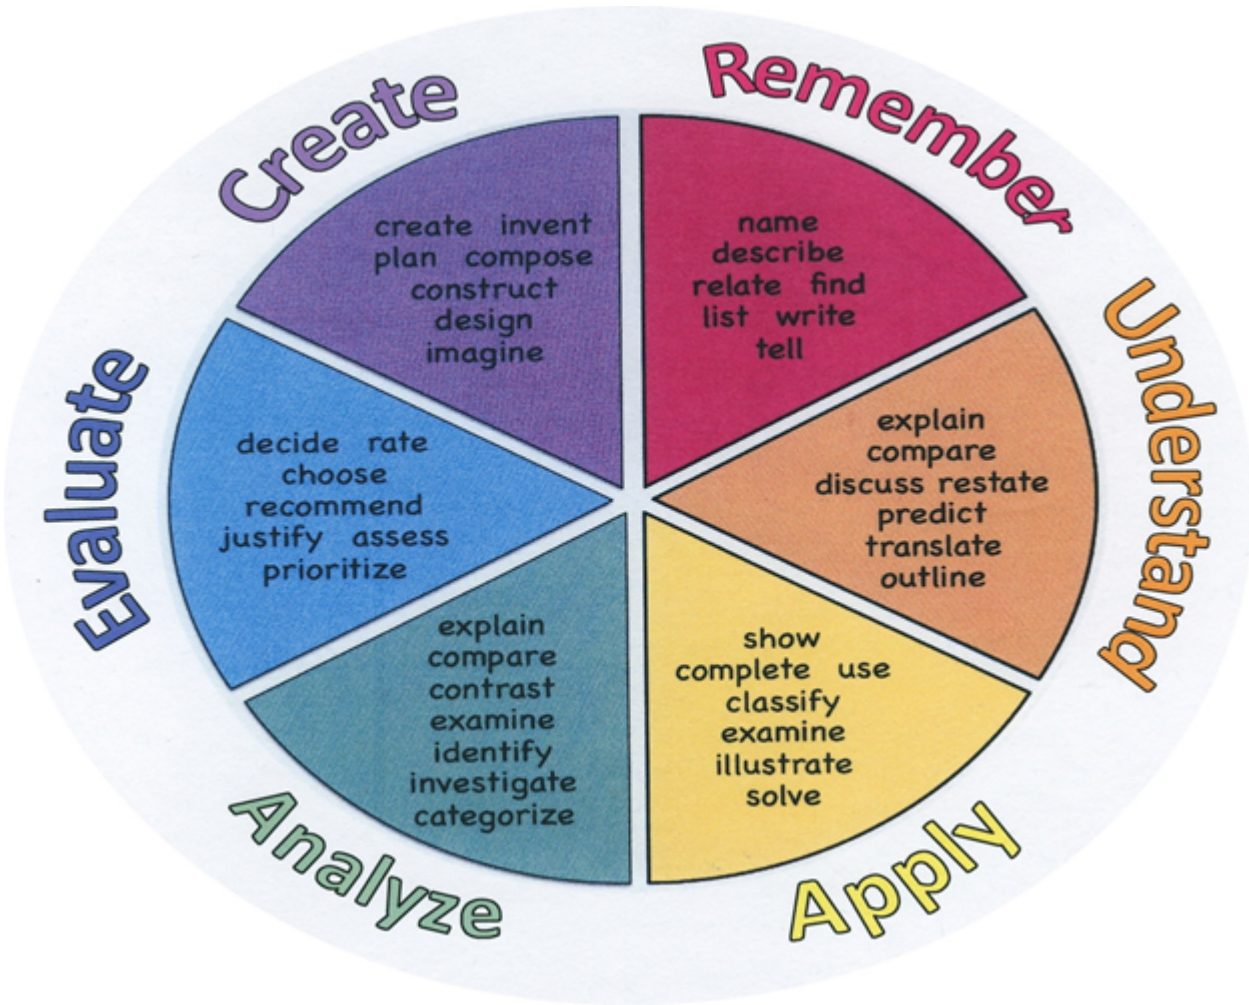 Remember
name
describe
relate find
list write
tell
Understand
explain
compare
discuss restate
predict
translate
outline
Apply
show
complete use
classify
examine
illustrate
solve
Analyze
explain
compare
contrast
examine
identify
investigate
categorize
Evaluate
decide rate
choose
recommend
justify assess
prioritize
Create
create invent
plan compose
construct
design
imagine